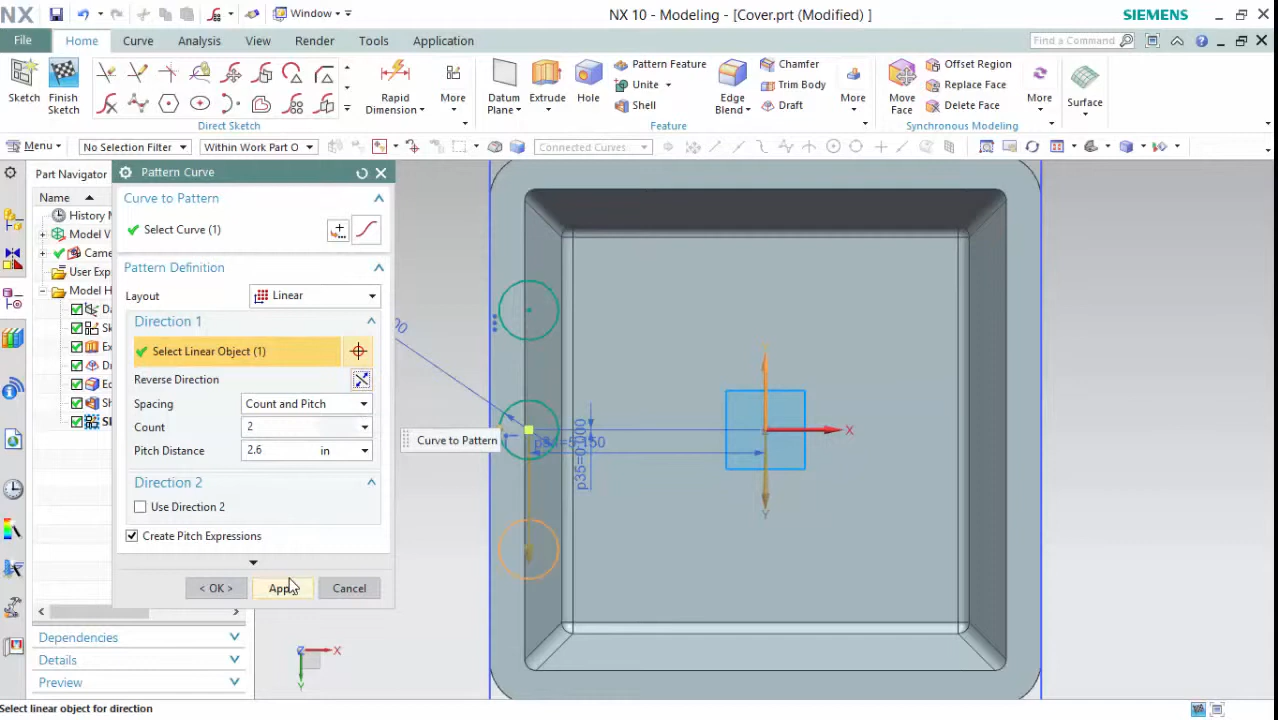 NX
Window
NX 10 - Modeling - [Cover.prt (Modified) ]
SIEMENS
File
Home
Curve
Analysis
View
Render
Tools
Application
Find a Command
Sketch
Finish Sketch
Rapid Dimension
More
Datum Plane
Extrude
Hole
Pattern Feature
Unite
Shell
Edge Blend
Chamfer
Trim Body
Draft
More
Move Face
Offset Region
Replace Face
Delete Face
More
Surface
Direct Sketch
Feature
Synchronous Modeling
Menu
No Selection Filter
Within Work Part O
Connected Curves
Part Navigator
Name
History M
Model V
Came
User Exp
Model H
Pattern Curve
Curve to Pattern
Select Curve (1)
Pattern Definition
Layout
Linear
Direction 1
Select Linear Object (1)
Reverse Direction
Spacing
Count and Pitch
Count
2
Pitch Distance
2.6
in
Direction 2
Use Direction 2
Create Pitch Expressions
< OK >
Cancel
Dependencies
Details
Preview
Curve to Pattern
p35=0.000
X
Y
X
Y
Z
Select linear object for direction